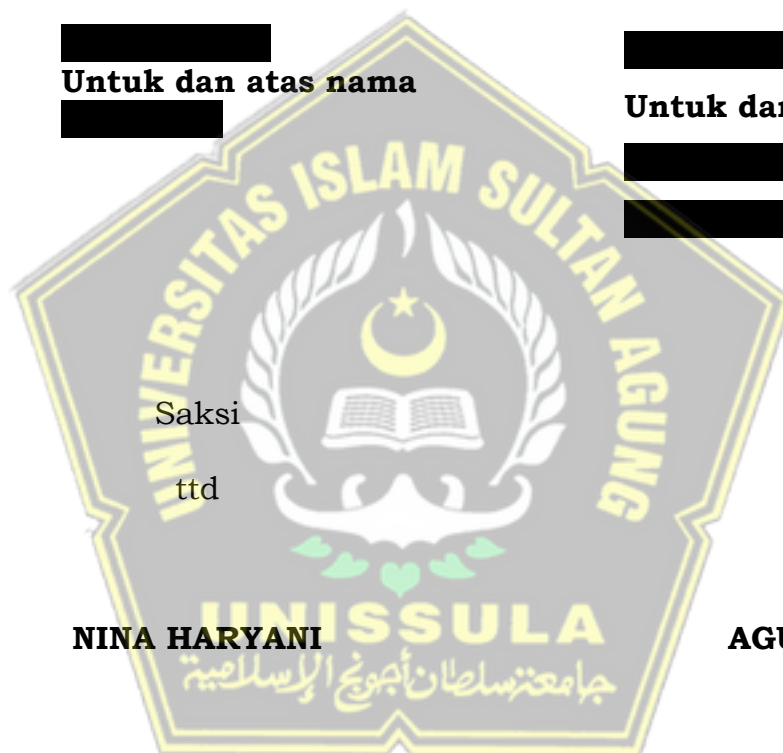 Untuk dan atas nama
Untuk dan
UNIVERSITAS ISLAM SULTAN AGUNG
Saksi
ttd
UNISSULA
NINA HARYANI
AGU
جامعة سلطان أجونج الإسلامية